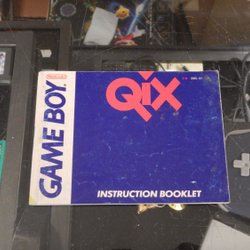 GAME BOY
QiX
INSTRUCTION BOOKLET